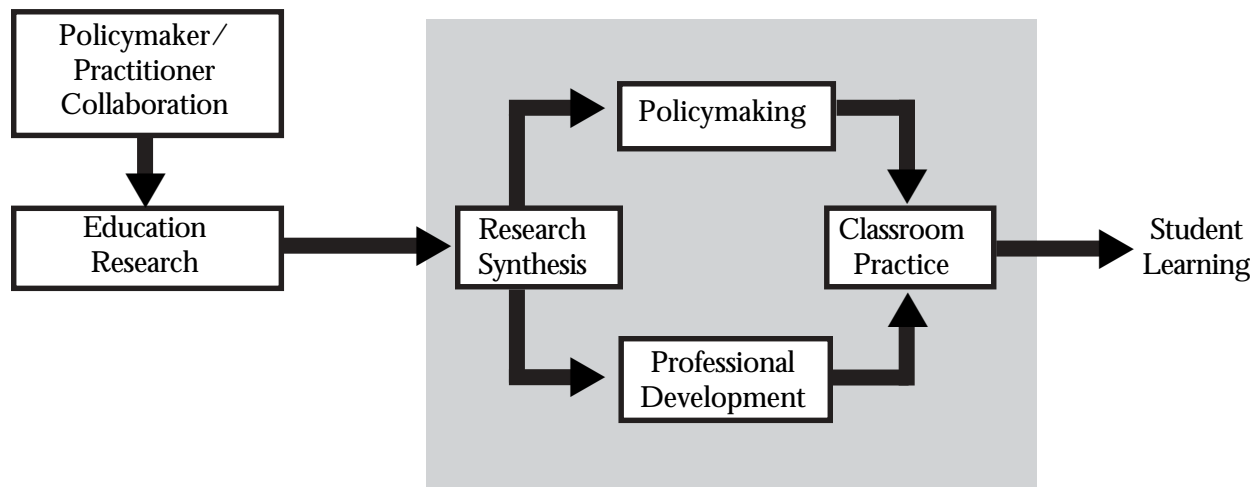 Policymaker/
Practitioner
Collaboration
Education
Research
Research
Synthesis
Policymaking
Professional
Development
Classroom
Practice
Student
Learning